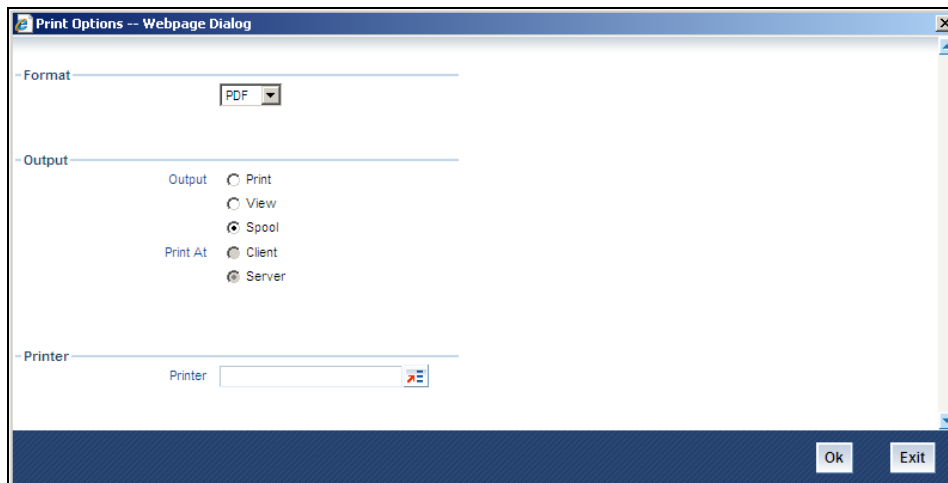 Print Options -- Webpage Dialog
Format
PDF
Output
Output Print
View
Spool
Print At Client
Server
Printer
Printer
Ok Exit